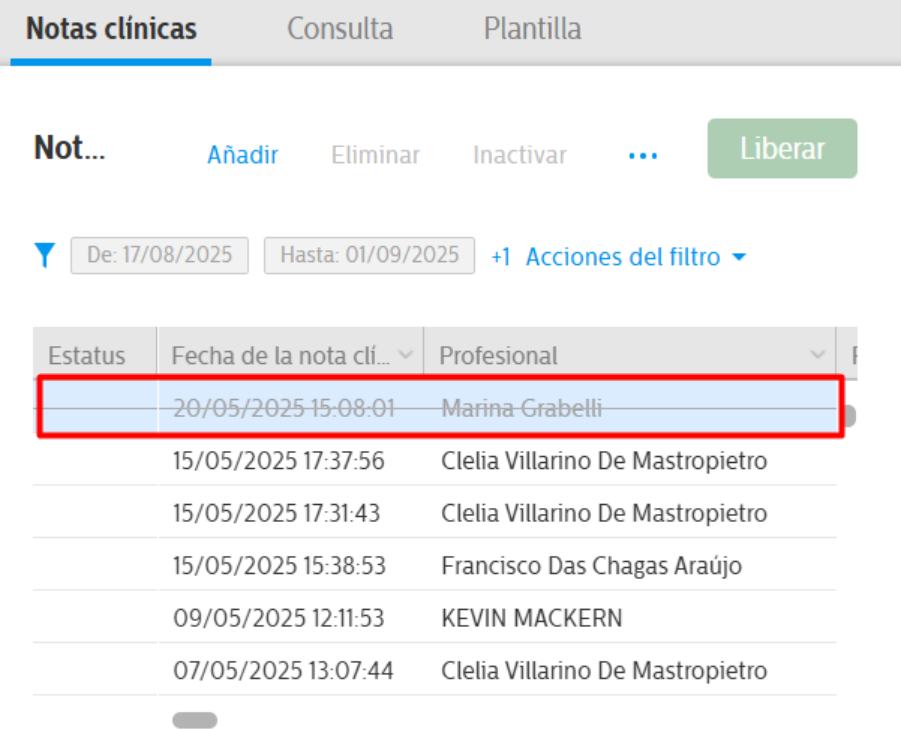 Notas clínicas Consulta Plantilla
Not... Añadir Eliminar Inactivar ... Liberar
De: 17/08/2025 Hasta: 01/09/2025 +1 Acciones del filtro
Estatus Fecha de la nota clí... Profesional
20/05/2025 15:08:01 Marina Grabelli
15/05/2025 17:37:56 Clelia Villarino De Mastropietro
15/05/2025 17:31:43 Clelia Villarino De Mastropietro
15/05/2025 15:38:53 Francisco Das Chagas Araújo
09/05/2025 12:11:53 KEVIN MACKERN
07/05/2025 13:07:44 Clelia Villarino De Mastropietro